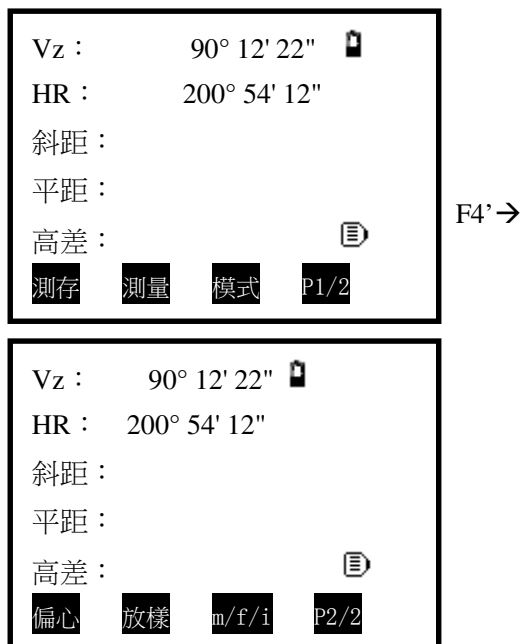 Vz： 90° 12' 22"
HR： 200° 54' 12"
斜距：
平距：
高差：
測存 測量 模式 P1/2
F4'→
Vz： 90° 12' 22"
HR： 200° 54' 12"
斜距：
平距：
高差：
偏心 放樣 m/f/i P2/2